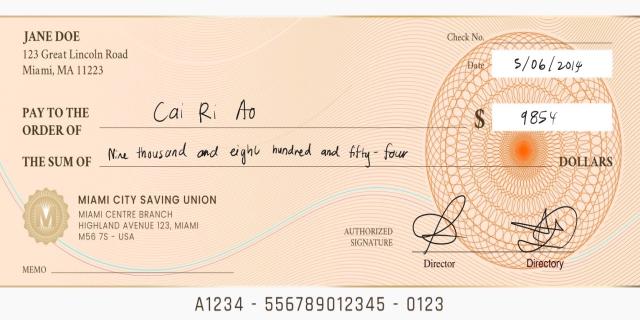 JANE DOE
123 Great Lincoln Road
Miami, MA 11223
Check No.
Date 5/06/2014
PAY TO THE
ORDER OF Cai Ri Ao
$ 9854
THE SUM OF Nine thousand and eight hundred and fifty-four DOLLARS
M
MIAMI CITY SAVING UNION
MIAMI CENTRE BRANCH
HIGHLAND AVENUE 123, MIAMI
M56 7S - USA
AUTHORIZED
SIGNATURE
Director
Directory
MEMO
A1234 - 556789012345 - 0123